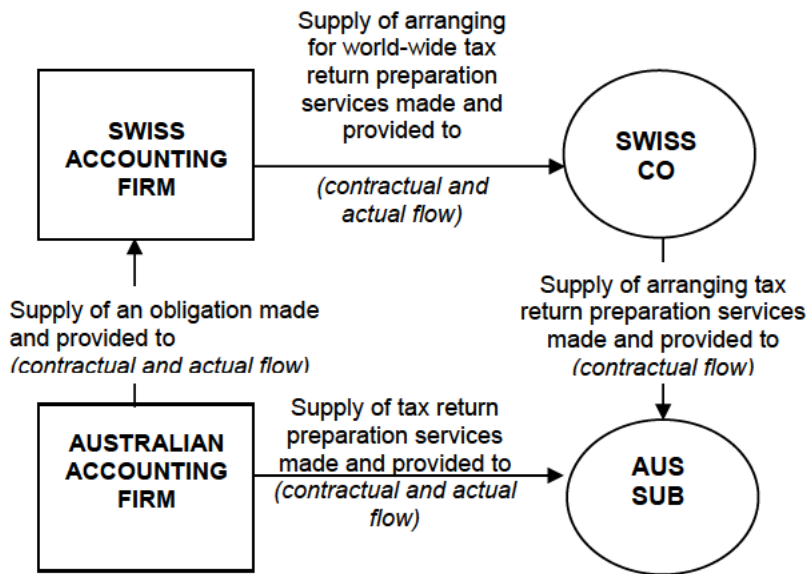 Supply of arranging
for world-wide tax
return preparation
services made and
provided to
SWISS
ACCOUNTING
FIRM
SWISS
CO
(contractual and
actual flow)
Supply of an obligation made
and provided to
(contractual and actual flow)
Supply of arranging tax
return preparation services
made and provided to
(contractual flow)
AUSTRALIAN
ACCOUNTING
FIRM
Supply of tax return
preparation services
made and provided to
(contractual and actual
flow)
AUS
SUB